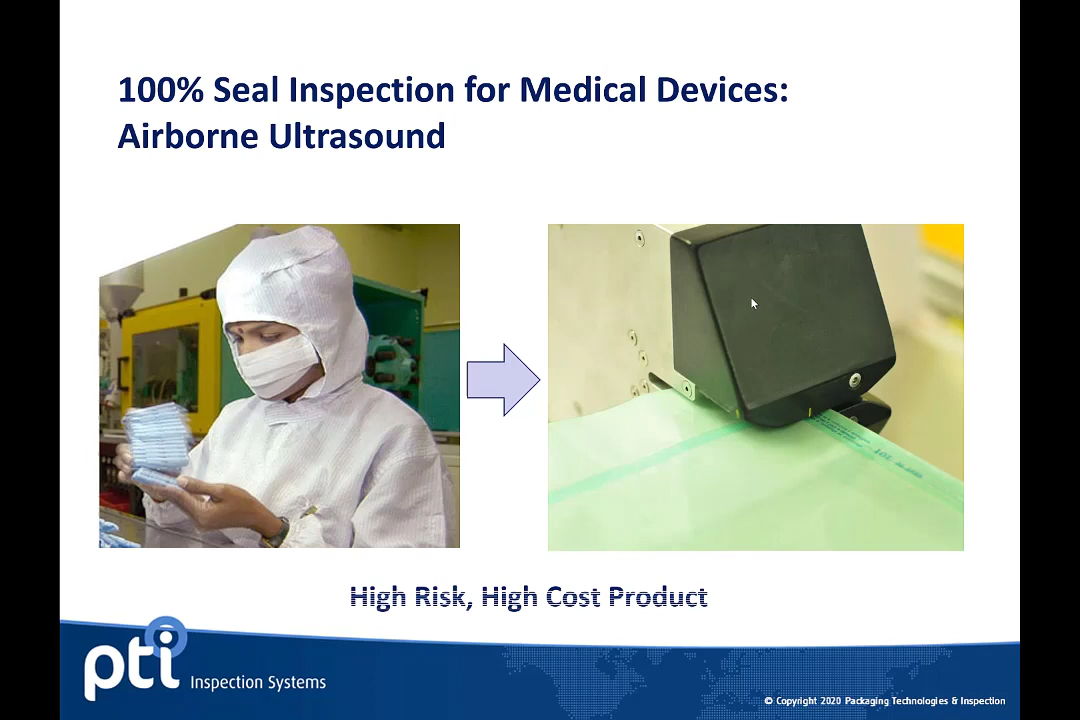 100% Seal Inspection for Medical Devices:
Airborne Ultrasound
High Risk, High Cost Product
pti
Inspection Systems
© Copyright 2020 Packaging Technologies & Inspection